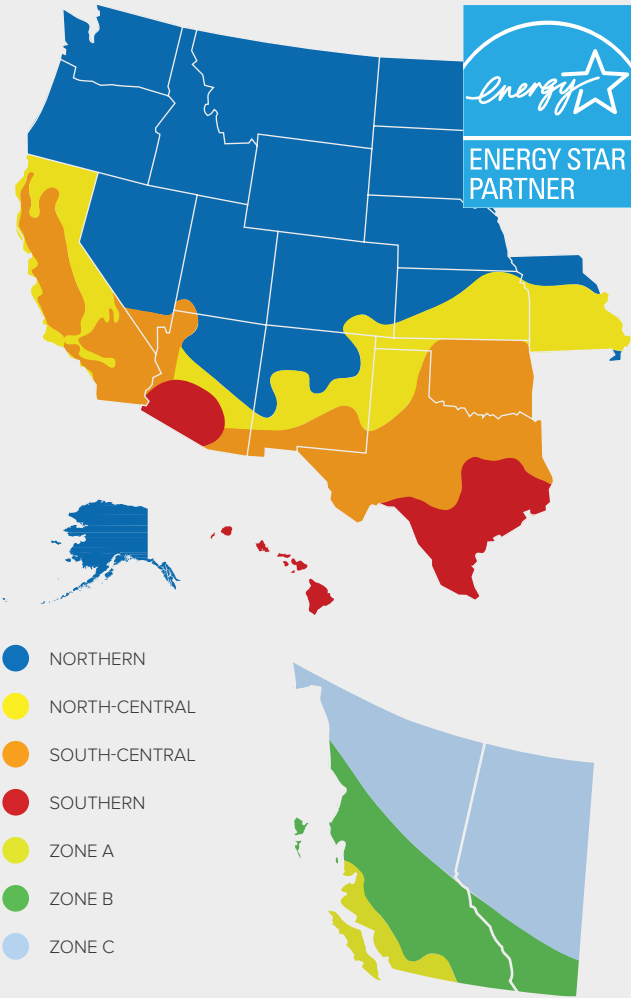 energy
ENERGY STAR
PARTNER
NORTHERN
NORTH-CENTRAL
SOUTH-CENTRAL
SOUTHERN
ZONE A
ZONE B
ZONE C